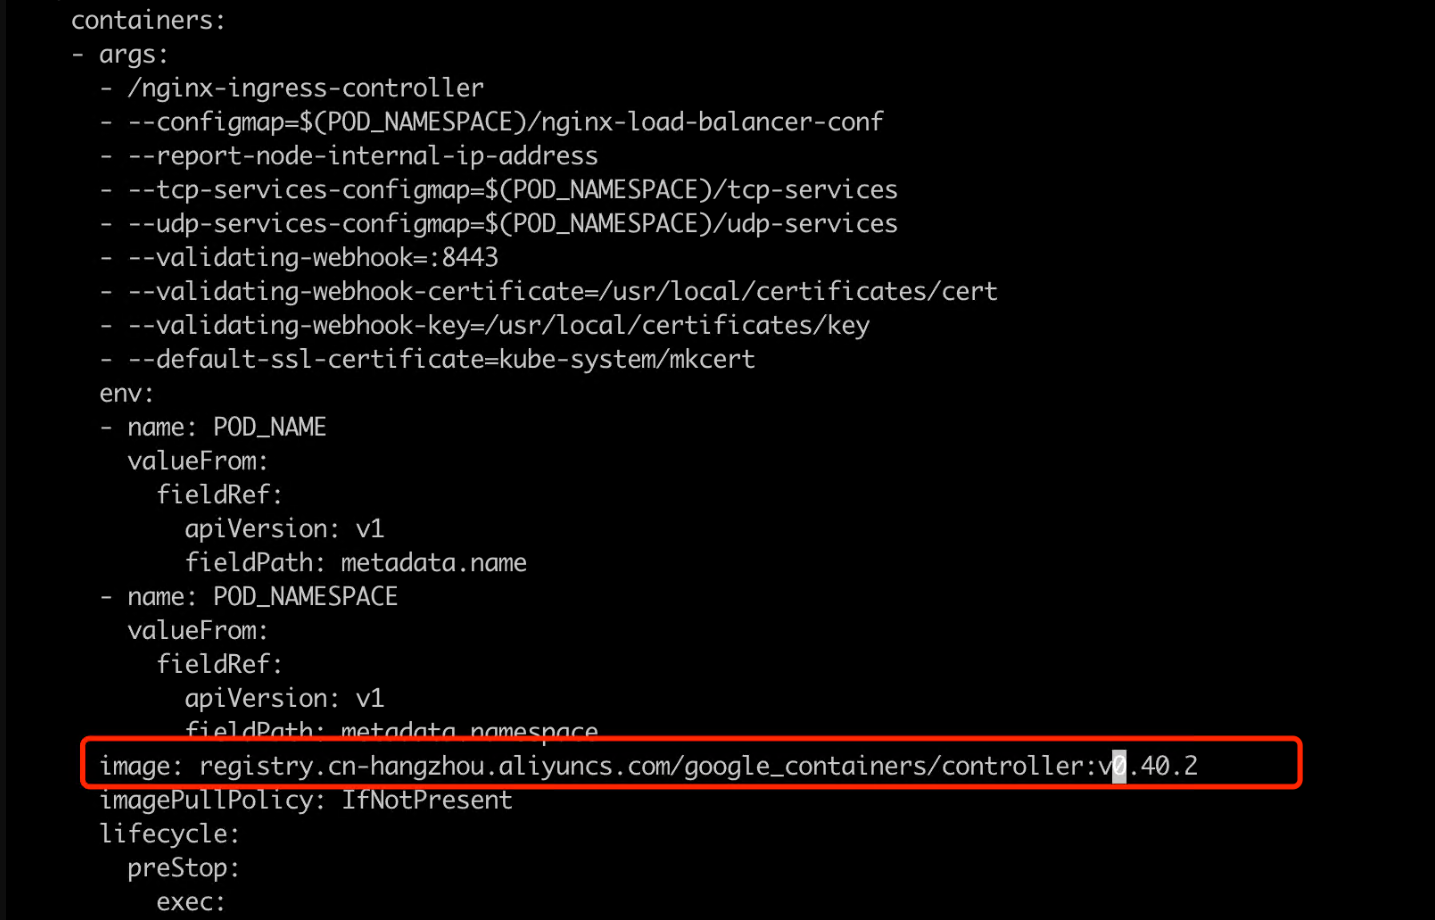 containers:
- args:
- /nginx-ingress-controller
- --configmap=$(POD_NAMESPACE)/nginx-load-balancer-conf
- --report-node-internal-ip-address
- --tcp-services-configmap=$(POD_NAMESPACE)/tcp-services
- --udp-services-configmap=$(POD_NAMESPACE)/udp-services
- --validating-webhook=:8443
- --validating-webhook-certificate=/usr/local/certificates/cert
- --validating-webhook-key=/usr/local/certificates/key
- --default-ssl-certificate=kube-system/mkcert
env:
- name: POD_NAME
valueFrom:
fieldRef:
apiVersion: v1
fieldPath: metadata.name
- name: POD_NAMESPACE
valueFrom:
fieldRef:
apiVersion: v1
fieldPath: metadata.namespace
image: registry.cn-hangzhou.aliyuncs.com/google_containers/controller:v0.40.2
imagePullPolicy: IfNotPresent
lifecycle:
preStop:
exec: